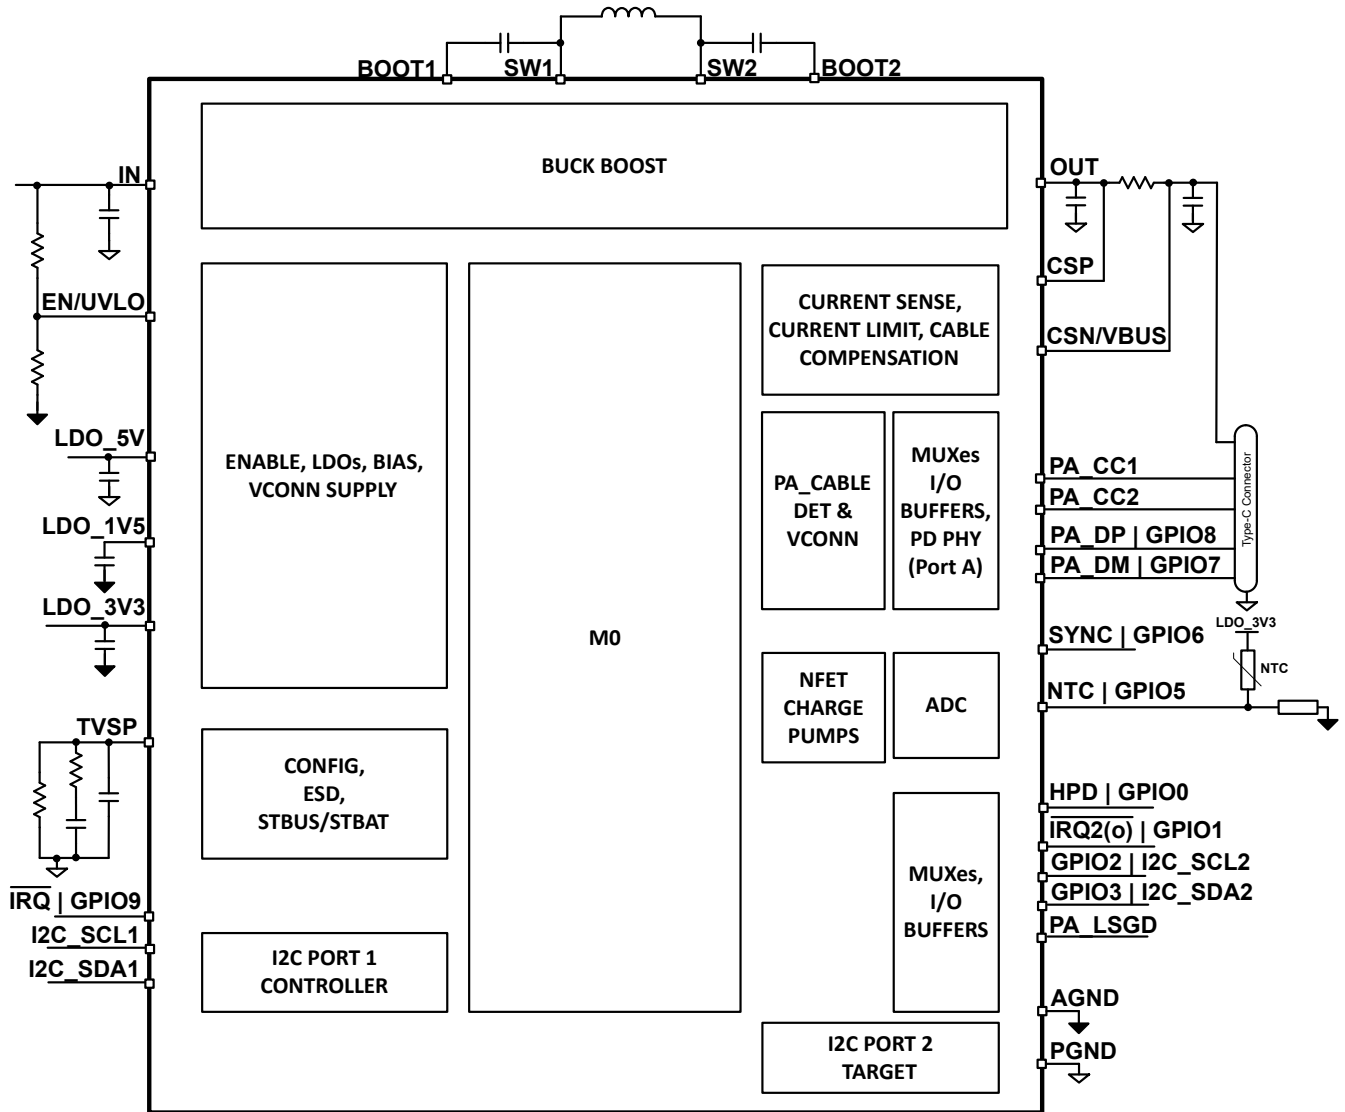 BOOT1
SW1
SW2
BOOT2
BUCK BOOST
IN
EN/UVLO
LDO_5V
LDO_1V5
LDO_3V3
TVSP
IRQ | GPIO9
I2C_SCL1
I2C_SDA1
ENABLE, LDOs, BIAS,
VCONN SUPPLY
CONFIG,
ESD,
STBUS/STBAT
I2C PORT 1
CONTROLLER
M0
CURRENT SENSE,
CURRENT LIMIT, CABLE
COMPENSATION
PA_CABLE
DET &
VCONN
MUXes
I/O
BUFFERS,
PD PHY
(Port A)
NFET
CHARGE
PUMPS
ADC
MUXes,
I/O
BUFFERS
I2C PORT 2
TARGET
OUT
CSP
CSN/VBUS
PA_CC1
PA_CC2
PA_DP | GPIO8
PA_DM | GPIO7
Type-C Connector
SYNC | GPIO6
LDO_3V3
NTC
NTC | GPIO5
HPD | GPIO0
IRQ2(o) | GPIO1
GPIO2 | I2C_SCL2
GPIO3 | I2C_SDA2
PA_LSGD
AGND
PGND